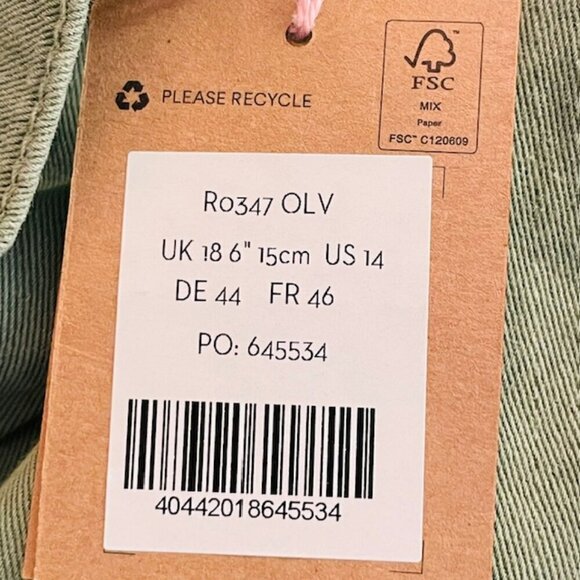 PLEASE RECYCLE
™
FSC
MIX
Paper
FSC™ C120609
R0347 OLV
UK 18 6" 15cm US 14
DE 44 FR 46
PO: 645534
40442018645534